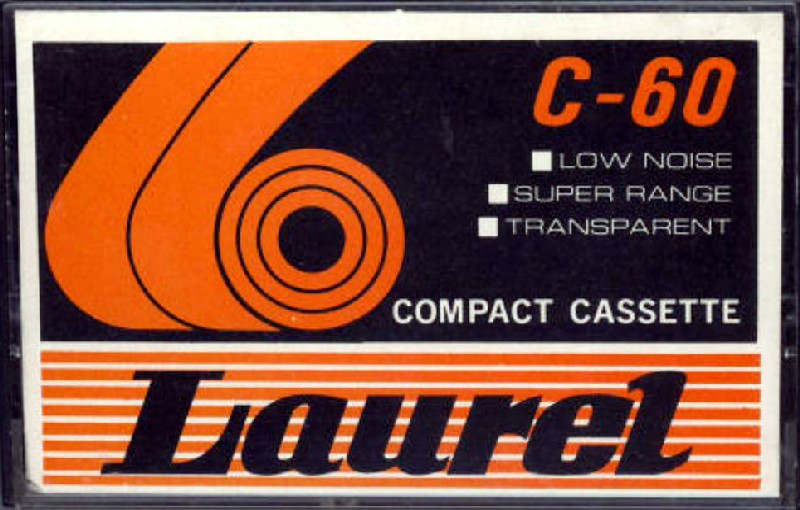 C-60
LOW NOISE
SUPER RANGE
TRANSPARENT
COMPACT CASSETTE
Laurel